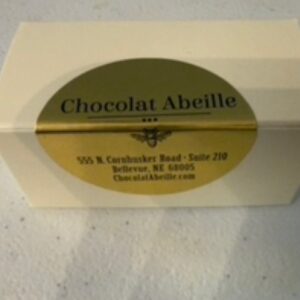 Chocolat Abeille
555 N. Cornhusker Road · Suite 210
Bellevue, NE 68005
ChocolatAbeille.com